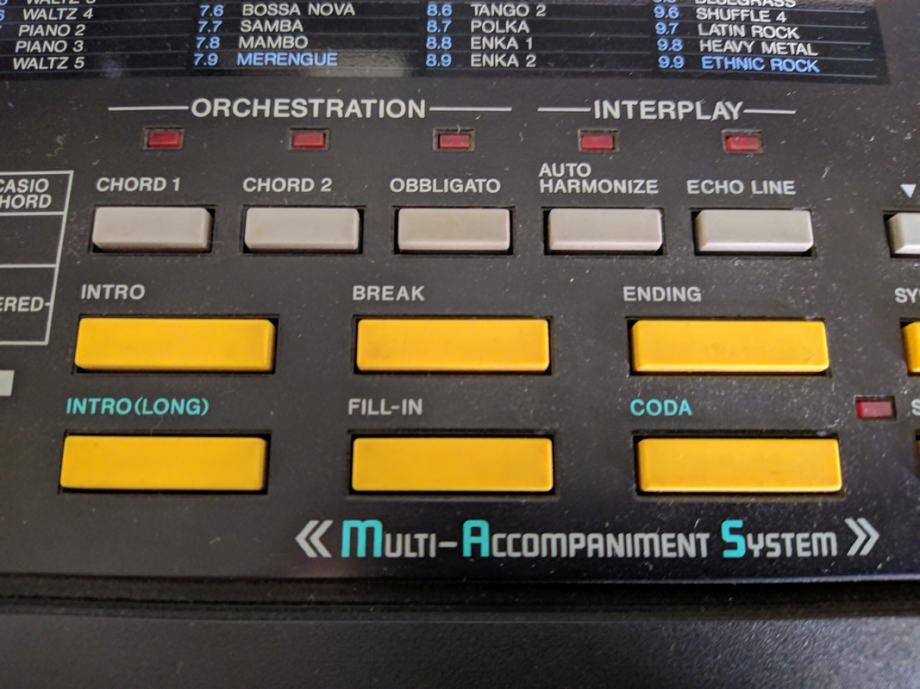 WALTZ 4
PIANO 2
PIANO 3
WALTZ 5
7.6 BOSSA NOVA
7.7 SAMBA
7.8 MAMBO
7.9 MERENGUE
8.6 TANGO 2
8.7 POLKA
8.8 ENKA 1
8.9 ENKA 2
9.6 SHUFFLE 4
9.7 LATIN ROCK
9.8 HEAVY METAL
9.9 ETHNIC ROCK
ORCHESTRATION INTERPLAY
CASIO
CHORD
CHORD 1 CHORD 2 OBBLIGATO AUTO HARMONIZE ECHO LINE
INTRO BREAK ENDING
INTRO(LONG) FILL-IN CODA
MULTI-ACCOMPANIMENT SYSTEM